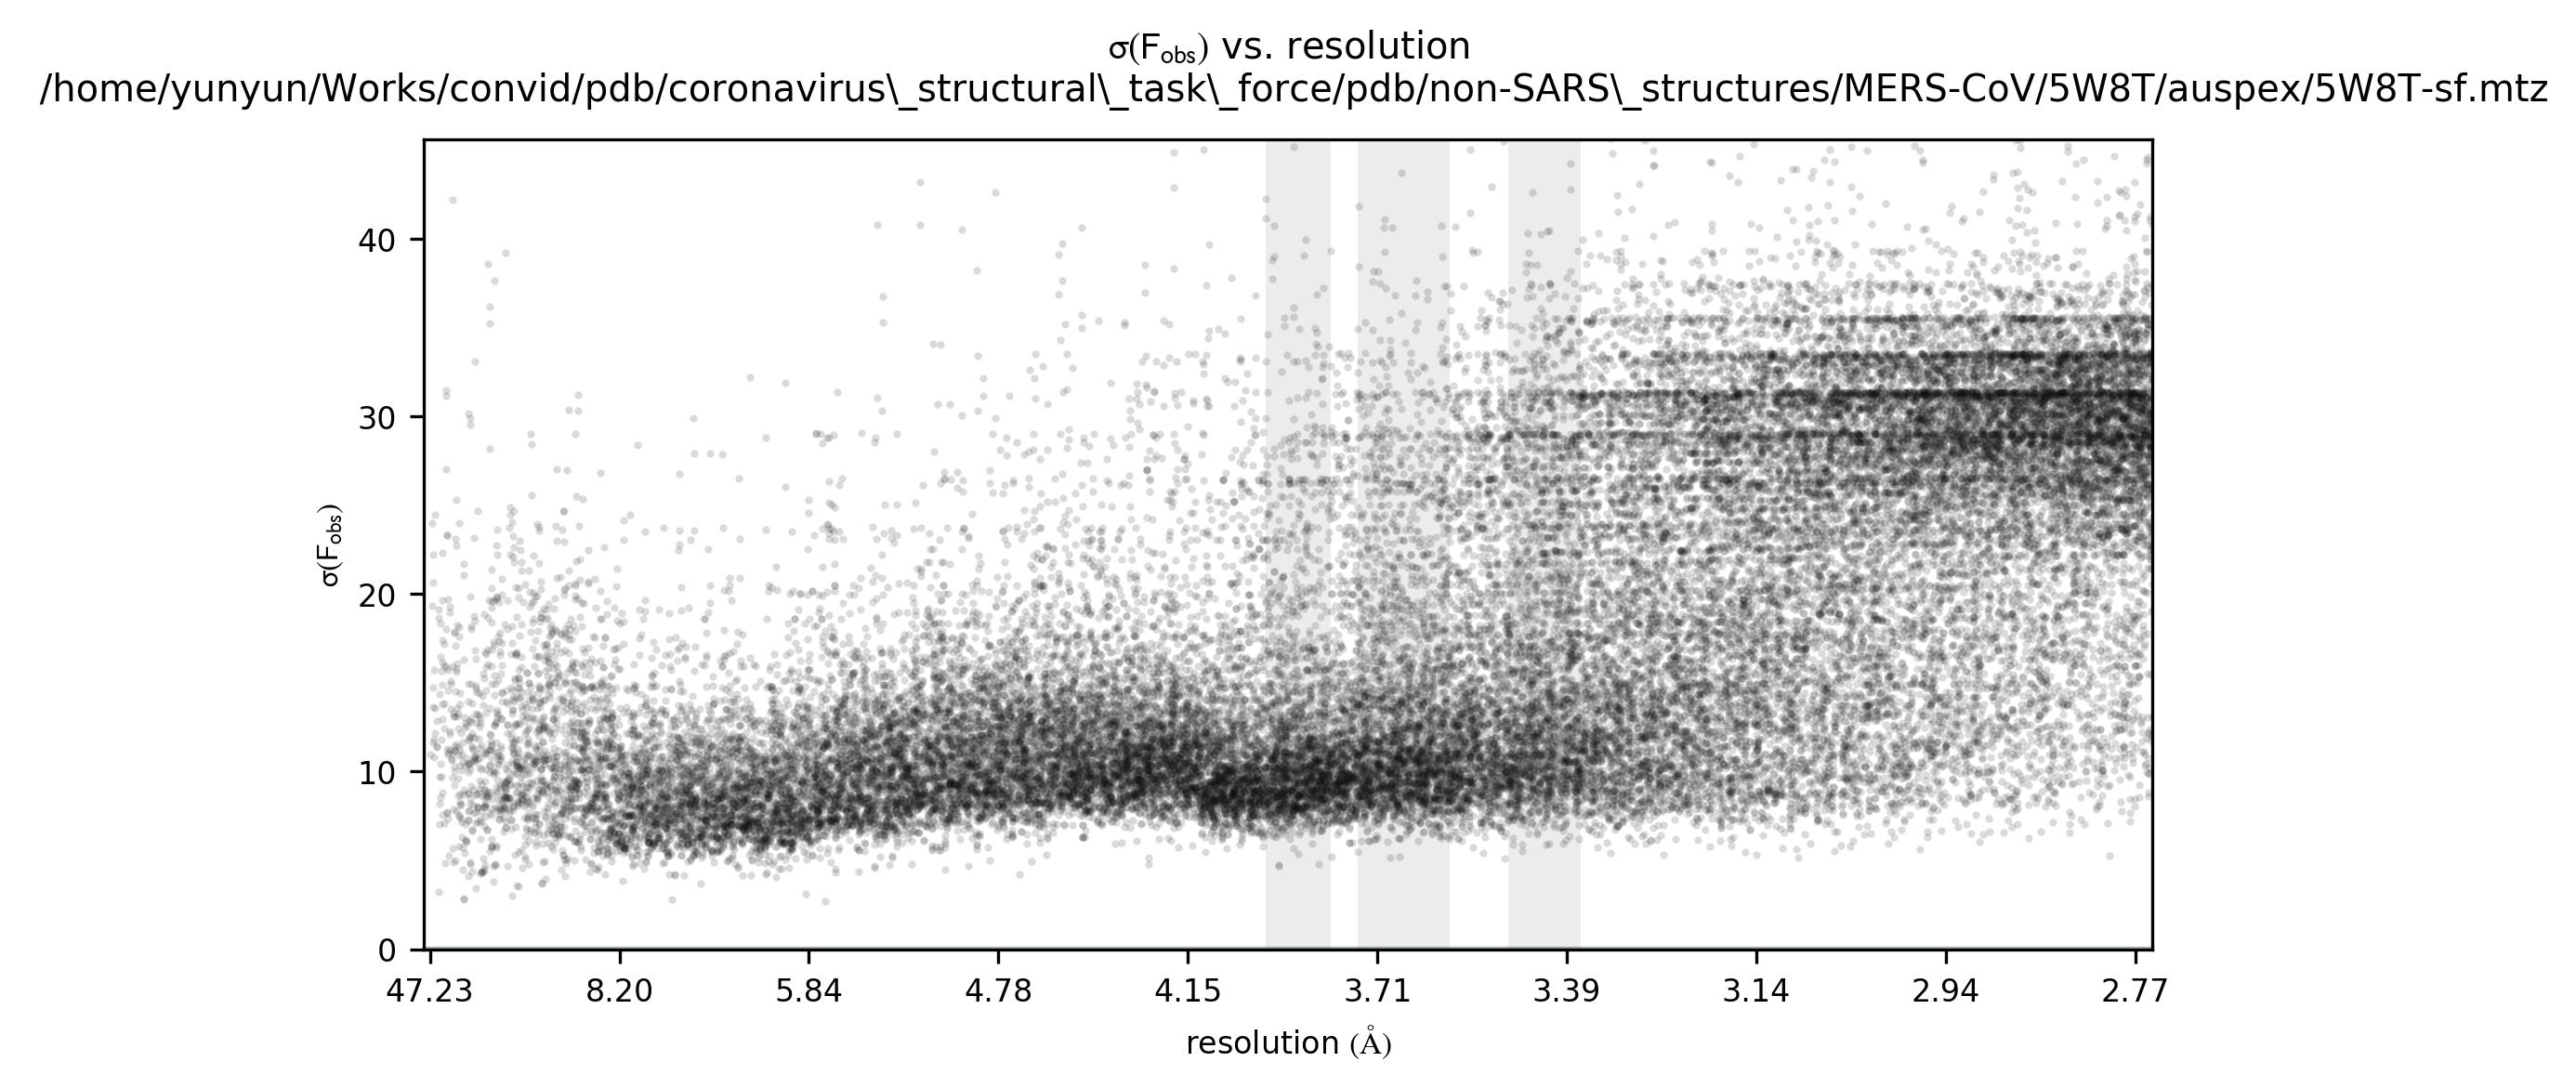 σ(Fobs) vs. resolution
/home/yunyun/Works/convid/pdb/coronavirus\_structural\_task\_force/pdb/non-SARS\_structures/MERS-CoV/5W8T/auspex/5W8T-sf.mtz
40
30
20
10
0
σ(Fobs)
47.23 8.20 5.84 4.78 4.15 3.71 3.39 3.14 2.94 2.77
resolution (Å)